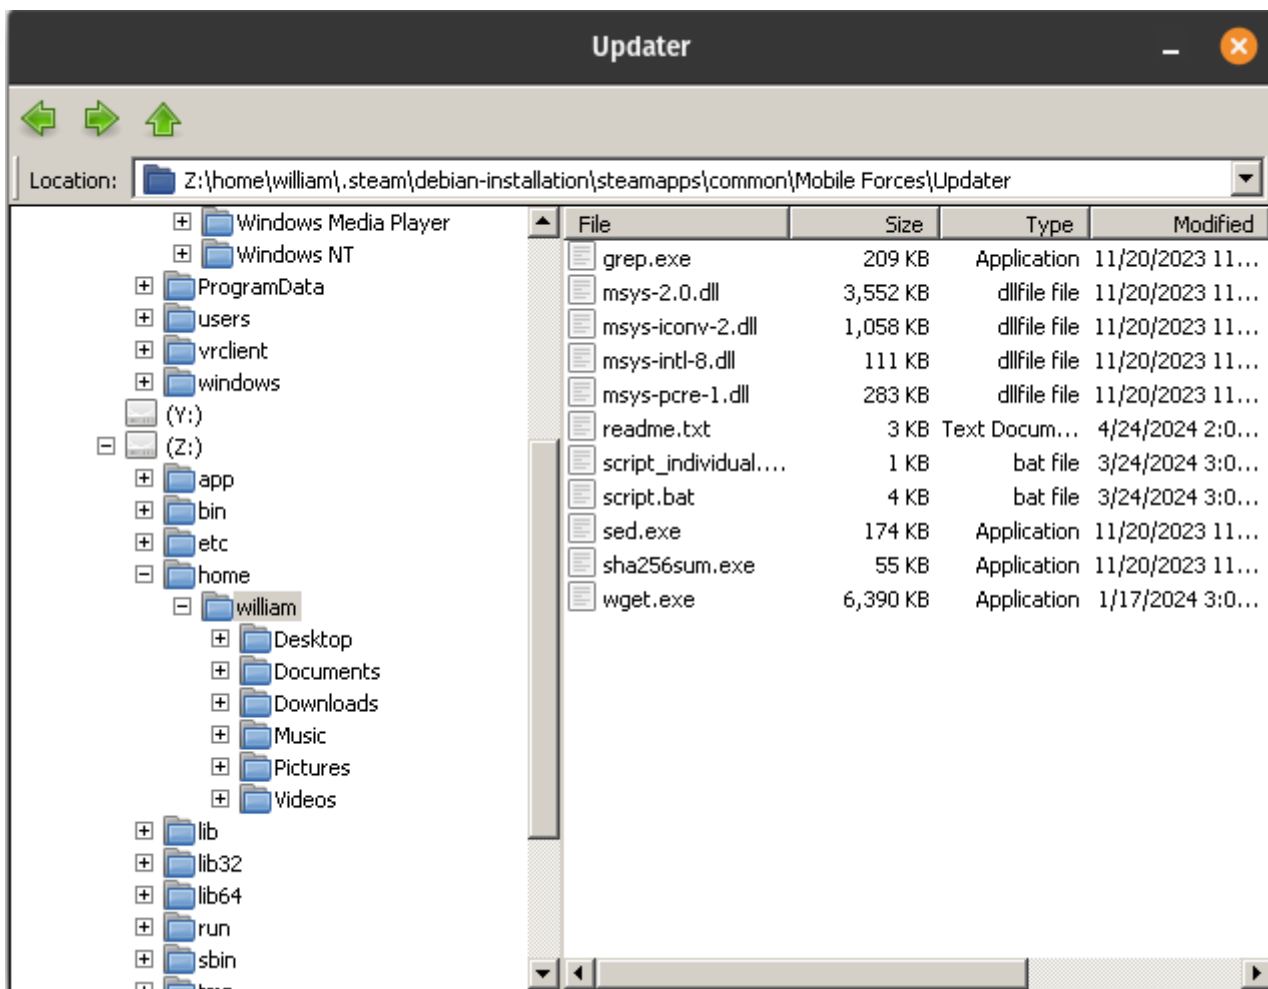 Updater
Location: Z:\home\william\.steam\debian-installation\steamapps\common\Mobile Forces\Updater
Windows Media Player
Windows NT
ProgramData
users
vrclient
windows
(Y:)
(Z:)
app
bin
etc
home
william
Desktop
Documents
Downloads
Music
Pictures
Videos
lib
lib32
lib64
run
sbin
File Size Type Modified
grep.exe 209 KB Application 11/20/2023 11...
msys-2.0.dll 3,552 KB dllfile file 11/20/2023 11...
msys-iconv-2.dll 1,058 KB dllfile file 11/20/2023 11...
msys-intl-8.dll 111 KB dllfile file 11/20/2023 11...
msys-pcre-1.dll 283 KB dllfile file 11/20/2023 11...
readme.txt 3 KB Text Docum... 4/24/2024 2:0...
script_individual.... 1 KB bat file 3/24/2024 3:0...
script.bat 4 KB bat file 3/24/2024 3:0...
sed.exe 174 KB Application 11/20/2023 11...
sha256sum.exe 55 KB Application 11/20/2023 11...
wget.exe 6,390 KB Application 1/17/2024 3:0...